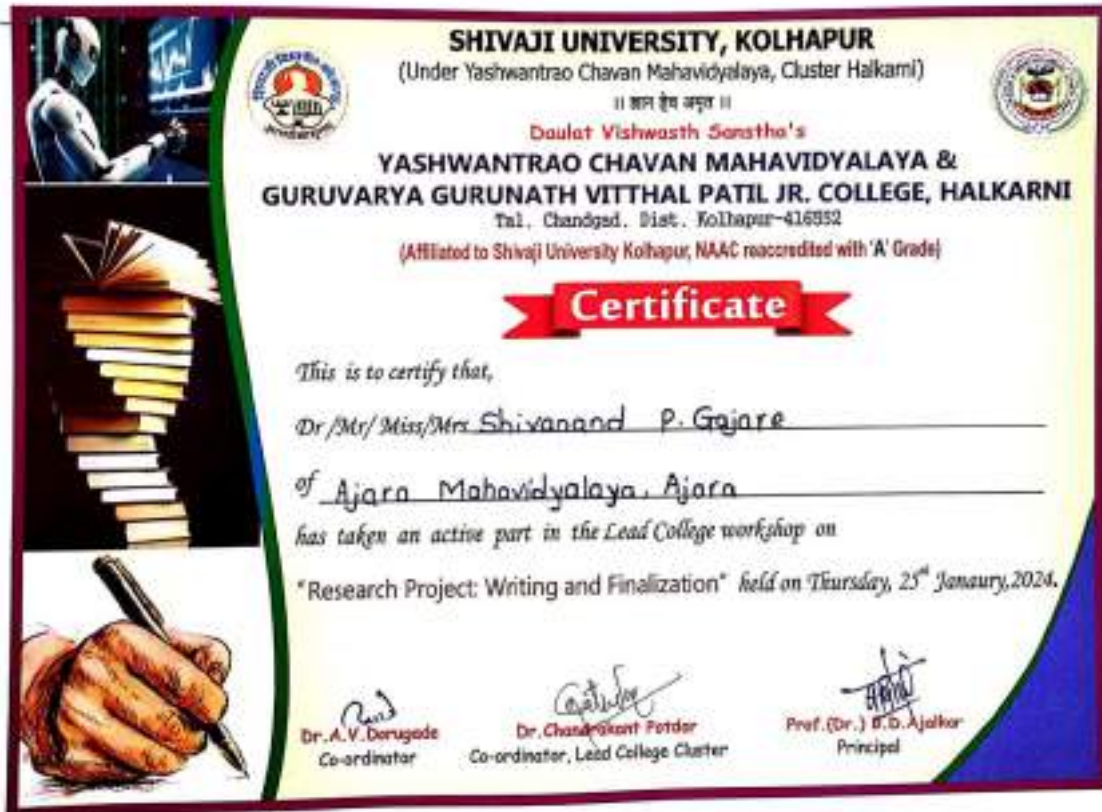 SHIVAJI UNIVERSITY, KOLHAPUR
(Under Yashwantrao Chavan Mahavidyalaya, Cluster Halkarni)
॥ ज्ञान हेच अमृत ॥
Daulat Vishwasth Sanstha's
YASHWANTRAO CHAVAN MAHAVIDYALAYA &
GURUVARYA GURUNATH VITTHAL PATIL JR. COLLEGE, HALKARNI
Tal. Chandgad. Dist. Kolhapur-416552
(Affiliated to Shivaji University Kolhapur, NAAC reaccredited with 'A' Grade)
Certificate
This is to certify that,
Dr/Mr/ Miss/Mrs Shivanand P. Gajare
of Ajara Mahavidyalaya, Ajara
has taken an active part in the Lead College workshop on
"Research Project: Writing and Finalization" held on Thursday, 25th Janaury,2024.
Dr.A.V.Dorugade
Co-ordinator
Dr.Chandrakant Potdar
Co-ordinator, Lead College Cluster
Prof.(Dr.) B.D.Ajalkar
Principal